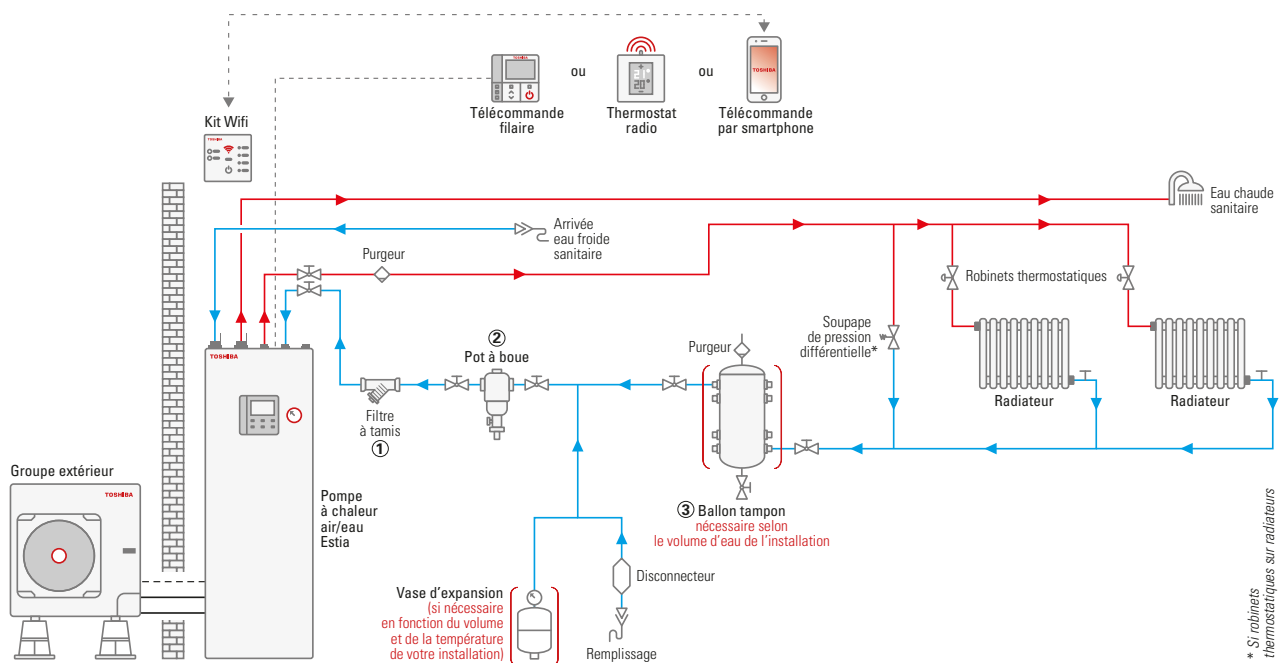 TOSHIBA
TOSHIBA
ou
ou
21°
20°
Télécommande
filaire
Thermostat
radio
Télécommande
par smartphone
Kit Wifi
TOSHIBA
Eau chaude
sanitaire
Arrivée
eau froide
sanitaire
Purgeur
Robinets thermostatiques
Soupape
de pression
différentielle*
Purgeur
②
Pot à boue
TOSHIBA
Filtre
à tamis
①
Radiateur
Radiateur
Groupe extérieur
TOSHIBA
Pompe
à chaleur
air/eau
Estia
③ Ballon tampon
nécessaire selon
le volume d'eau de l'installation
Disconnecteur
Vase d'expansion
(si nécessaire
en fonction du volume
et de la température
de votre installation)
Remplissage
* Si robinets
thermostatiques sur radiateurs